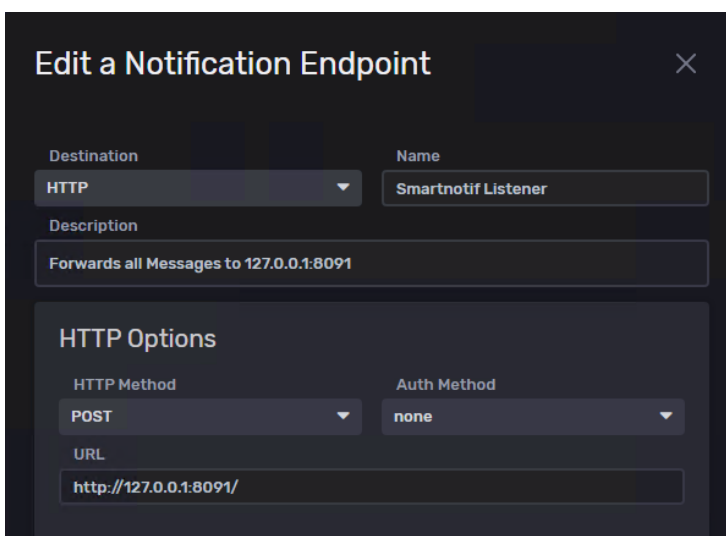 Edit a Notification Endpoint
Destination Name
HTTP Smartnotif Listener
Description
Forwards all Messages to 127.0.0.1:8091
HTTP Options
HTTP Method Auth Method
POST none
URL
http://127.0.0.1:8091/